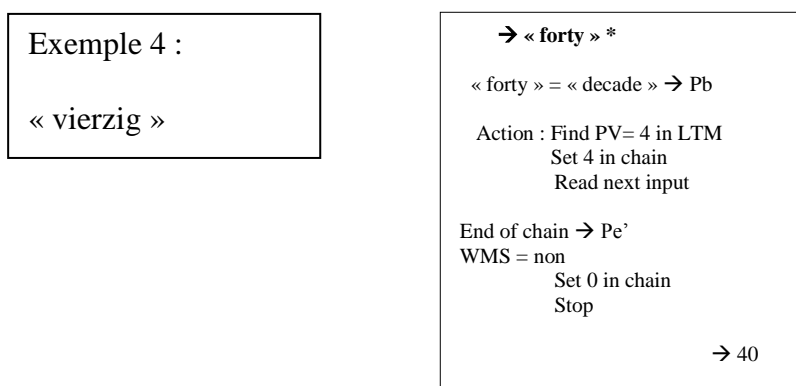 Exemple 4 :
« vierzig »
→ « forty » *
« forty » = « decade » → Pb
Action : Find PV= 4 in LTM
Set 4 in chain
Read next input
End of chain → Pe’
WMS = non
Set 0 in chain
Stop
→ 40